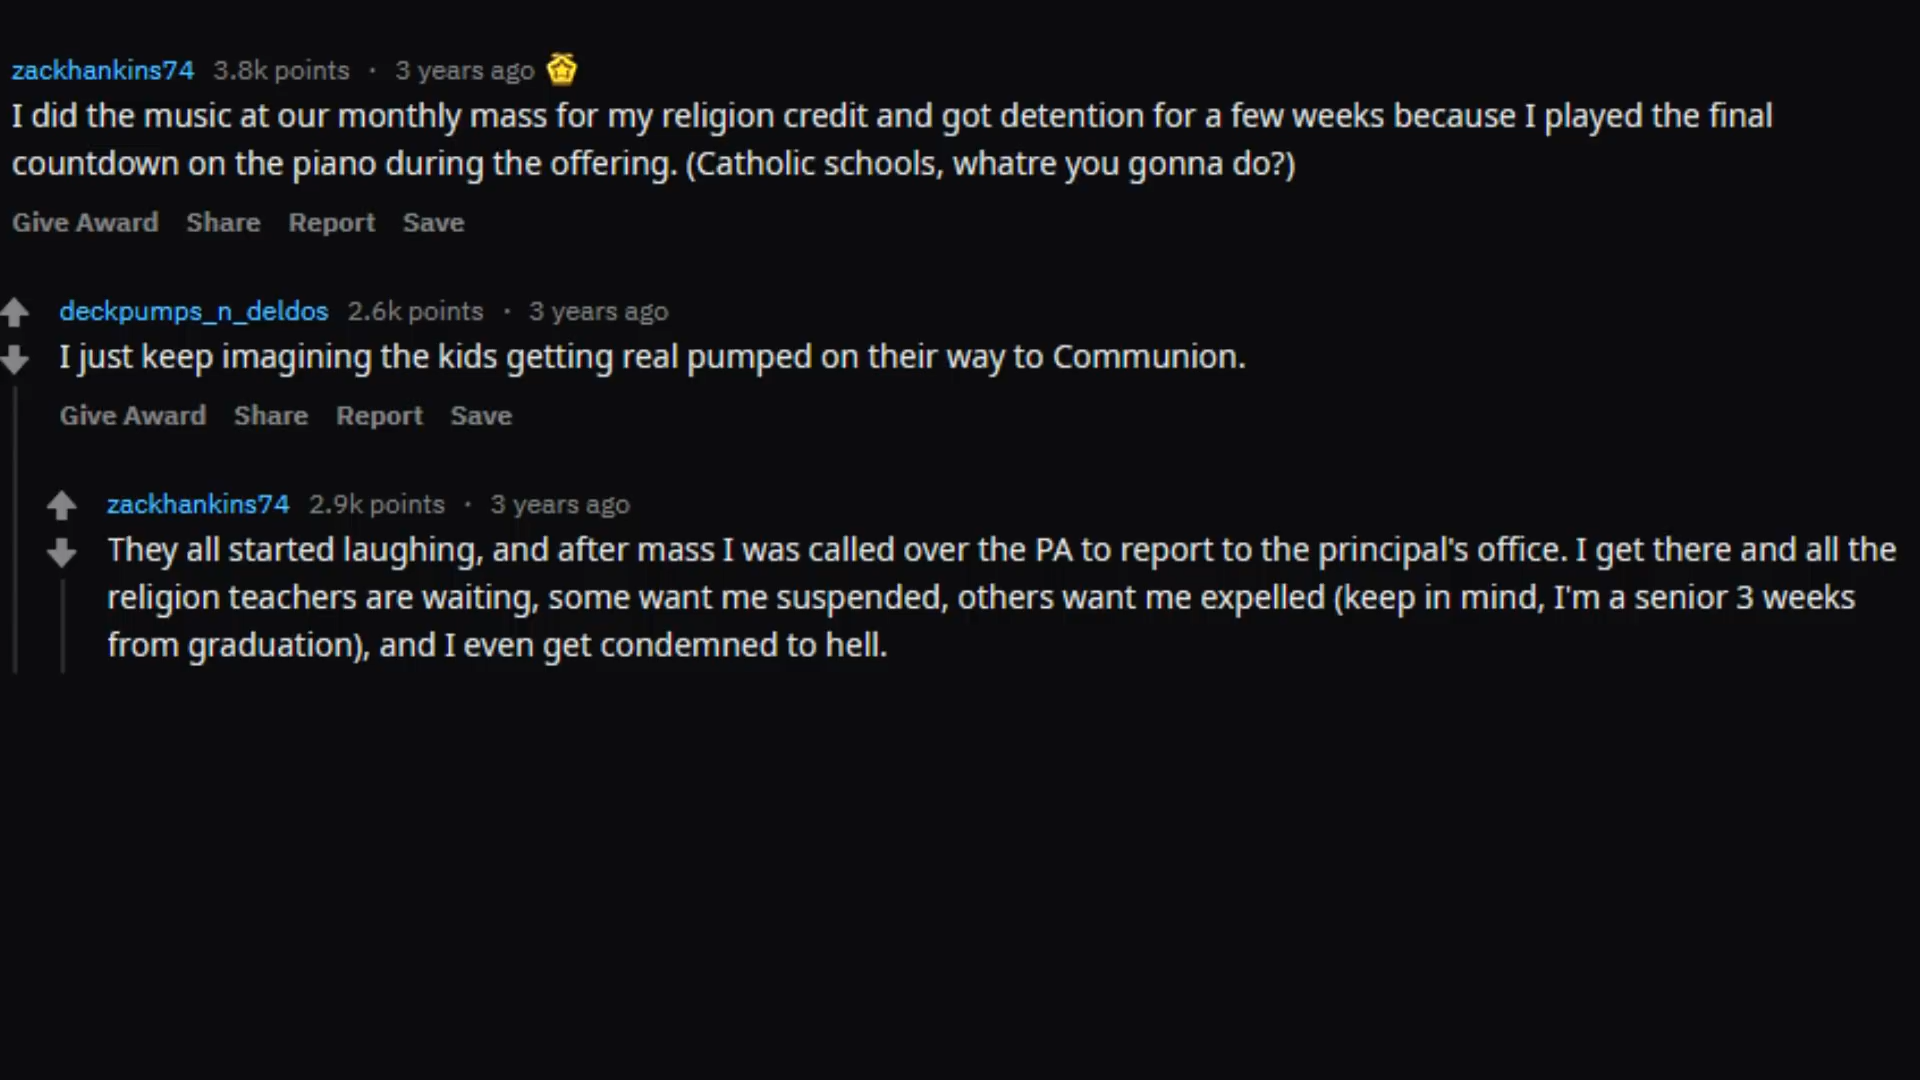 zackhankins74 3.8k points · 3 years ago
I did the music at our monthly mass for my religion credit and got detention for a few weeks because I played the final
countdown on the piano during the offering. (Catholic schools, whatre you gonna do?)
Give Award Share Report Save
deckpumps_n_deldos 2.6k points · 3 years ago
I just keep imagining the kids getting real pumped on their way to Communion.
Give Award Share Report Save
zackhankins74 2.9k points · 3 years ago
They all started laughing, and after mass I was called over the PA to report to the principal's office. I get there and all the
religion teachers are waiting, some want me suspended, others want me expelled (keep in mind, I'm a senior 3 weeks
from graduation), and I even get condemned to hell.